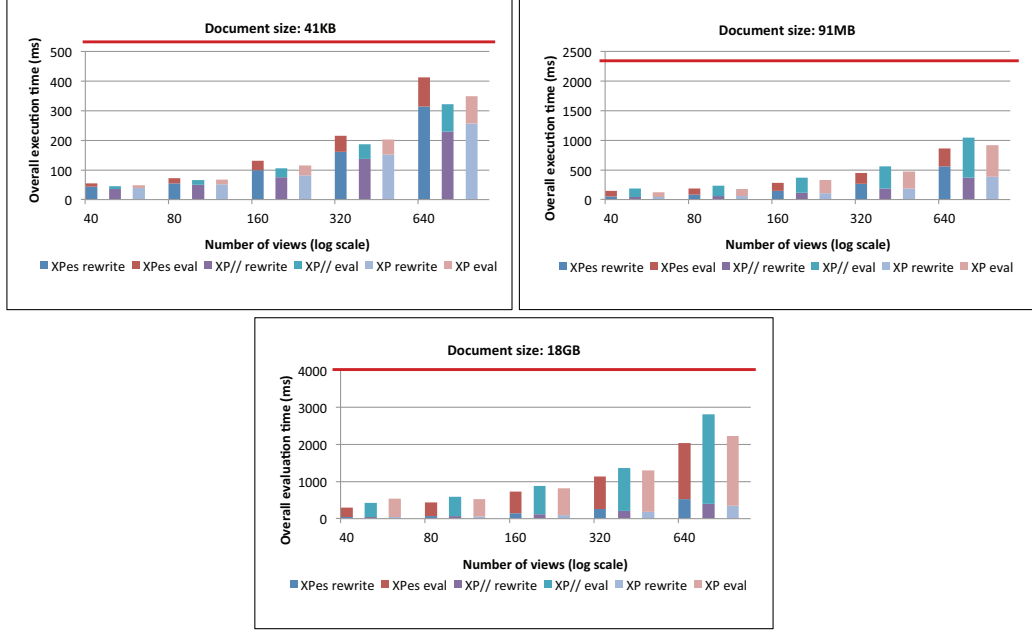 Document size: 41KB
Overall execution time (ms)
500
400
300
200
100
0
40 80 160 320 640
Number of views (log scale)
XPes rewrite XPes eval XP// rewrite XP// eval XP rewrite XP eval
Document size: 91MB
Overall execution time (ms)
2500
2000
1500
1000
500
0
40 80 160 320 640
Number of views (log scale)
XPes rewrite XPes eval XP// rewrite XP// eval XP rewrite XP eval
Document size: 18GB
Overall evaluation time (ms)
4000
3000
2000
1000
0
40 80 160 320 640
Number of views (log scale)
XPes rewrite XPes eval XP// rewrite XP// eval XP rewrite XP eval